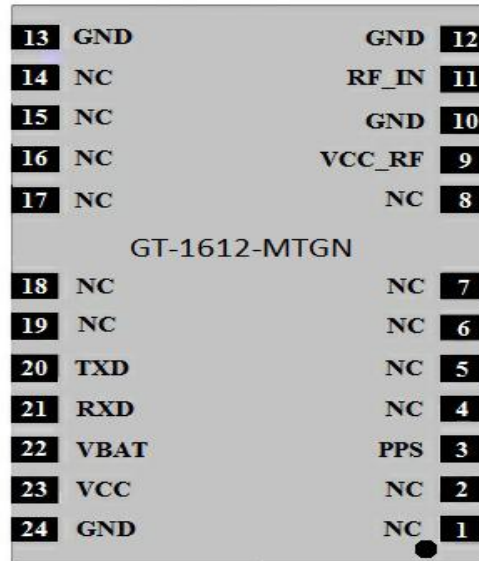 13 GND GND 12
14 NC RF_IN 11
15 NC GND 10
16 NC VCC_RF 9
17 NC NC 8
GT-1612-MTGN
18 NC NC 7
19 NC NC 6
20 TXD NC 5
21 RXD NC 4
22 VBAT PPS 3
23 VCC NC 2
24 GND NC 1